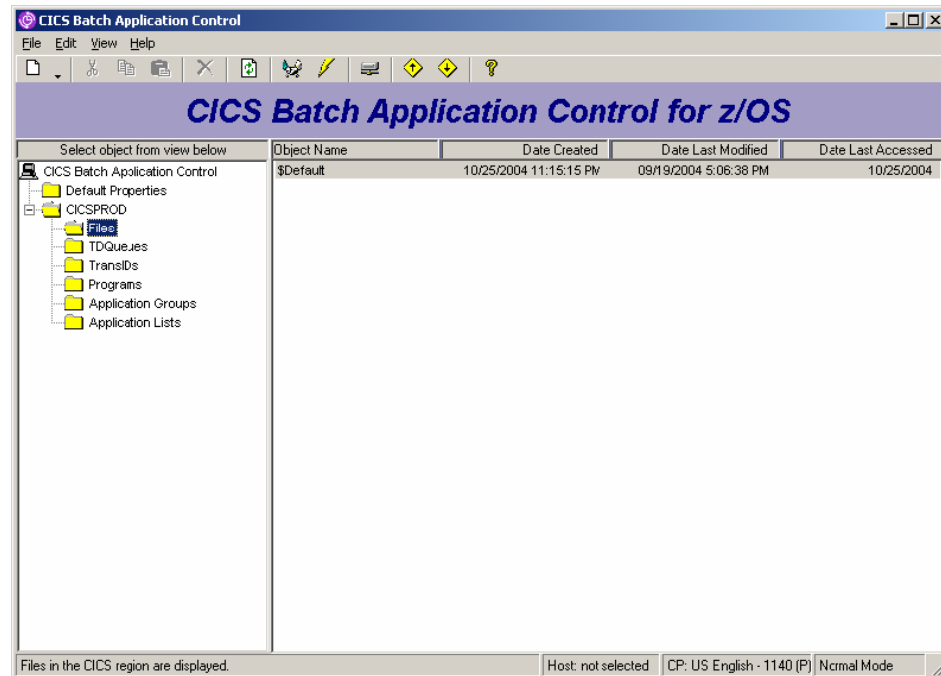 CICS Batch Application Control
File Edit View Help
CICS Batch Application Control for z/OS
Select object from view below
Object Name Date Created Date Last Modified Date Last Accessed
$Default 10/25/2004 11:15:15 PM 09/19/2004 5:06:38 PM 10/25/2004
CICS Batch Application Control
Default Properties
CICSPROD
Files
TDQueues
TransIDs
Programs
Application Groups
Application Lists
Files in the CICS region are displayed. Host: not selected CP: US English - 1140 (P) Normal Mode